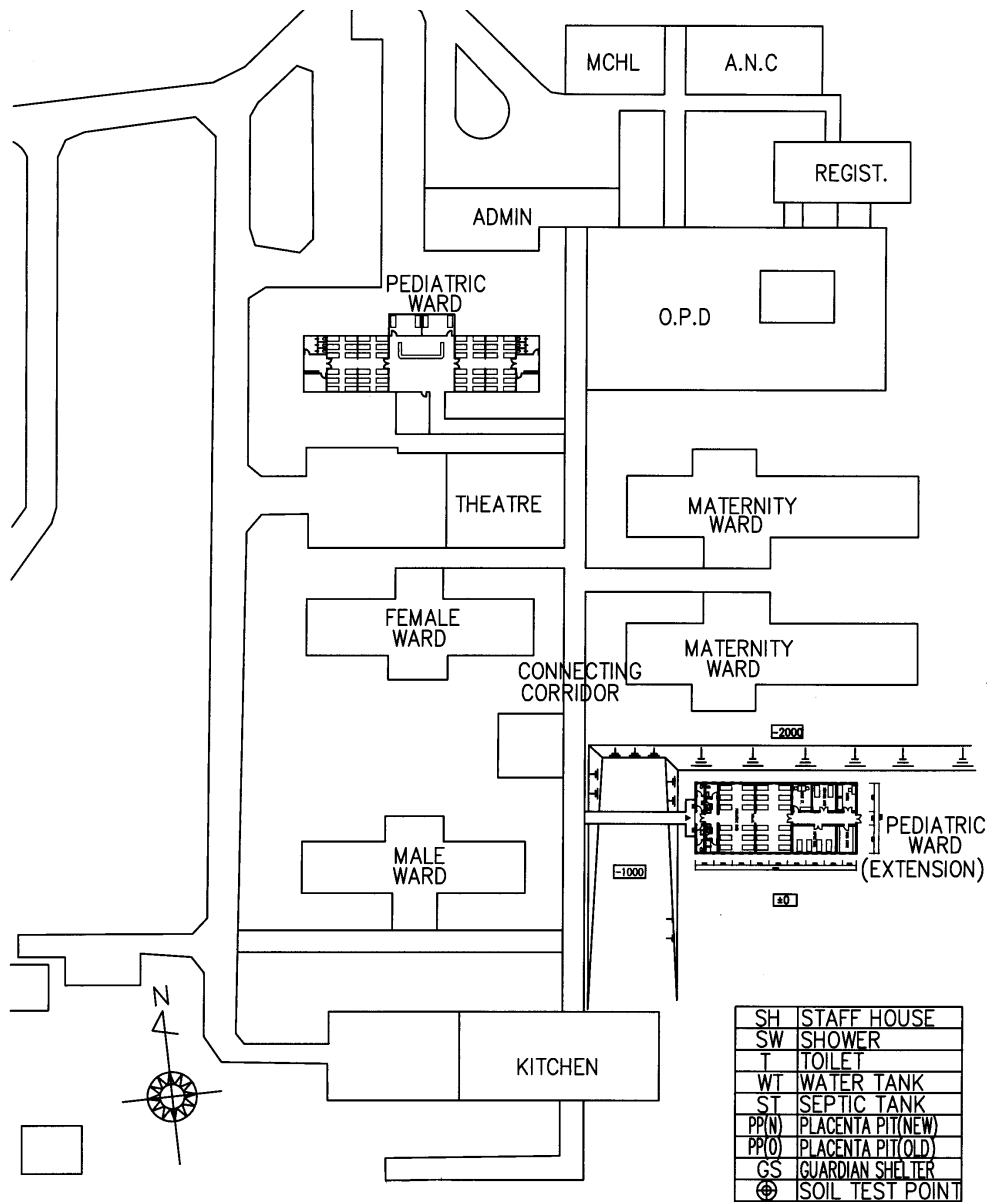 MCHL
A.N.C
REGIST.
ADMIN
PEDIATRIC
WARD
O.P.D
THEATRE
MATERNITY
WARD
FEMALE
WARD
MATERNITY
WARD
CONNECTING
CORRIDOR
-2000
PEDIATRIC
WARD
(EXTENSION)
MALE
WARD
-1000
±0
N
KITCHEN
SH STAFF HOUSE
SW SHOWER
T TOILET
WT WATER TANK
ST SEPTIC TANK
PP(N) PLACENTA PIT(NEW)
PP(O) PLACENTA PIT(OLD)
GS GUARDIAN SHELTER
SOIL TEST POINT